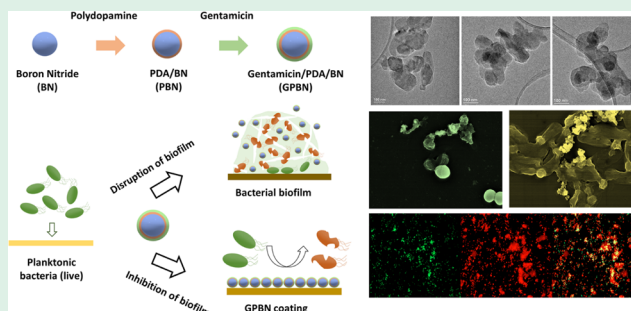 Polydopamine
Gentamicin
Boron Nitride
(BN)
PDA/BN
(PBN)
Gentamicin/PDA/BN
(GPBN)
Disruption of biofilm
Bacterial biofilm
Planktonic
bacteria (live)
Inhibition of biofilm
GPBN coating